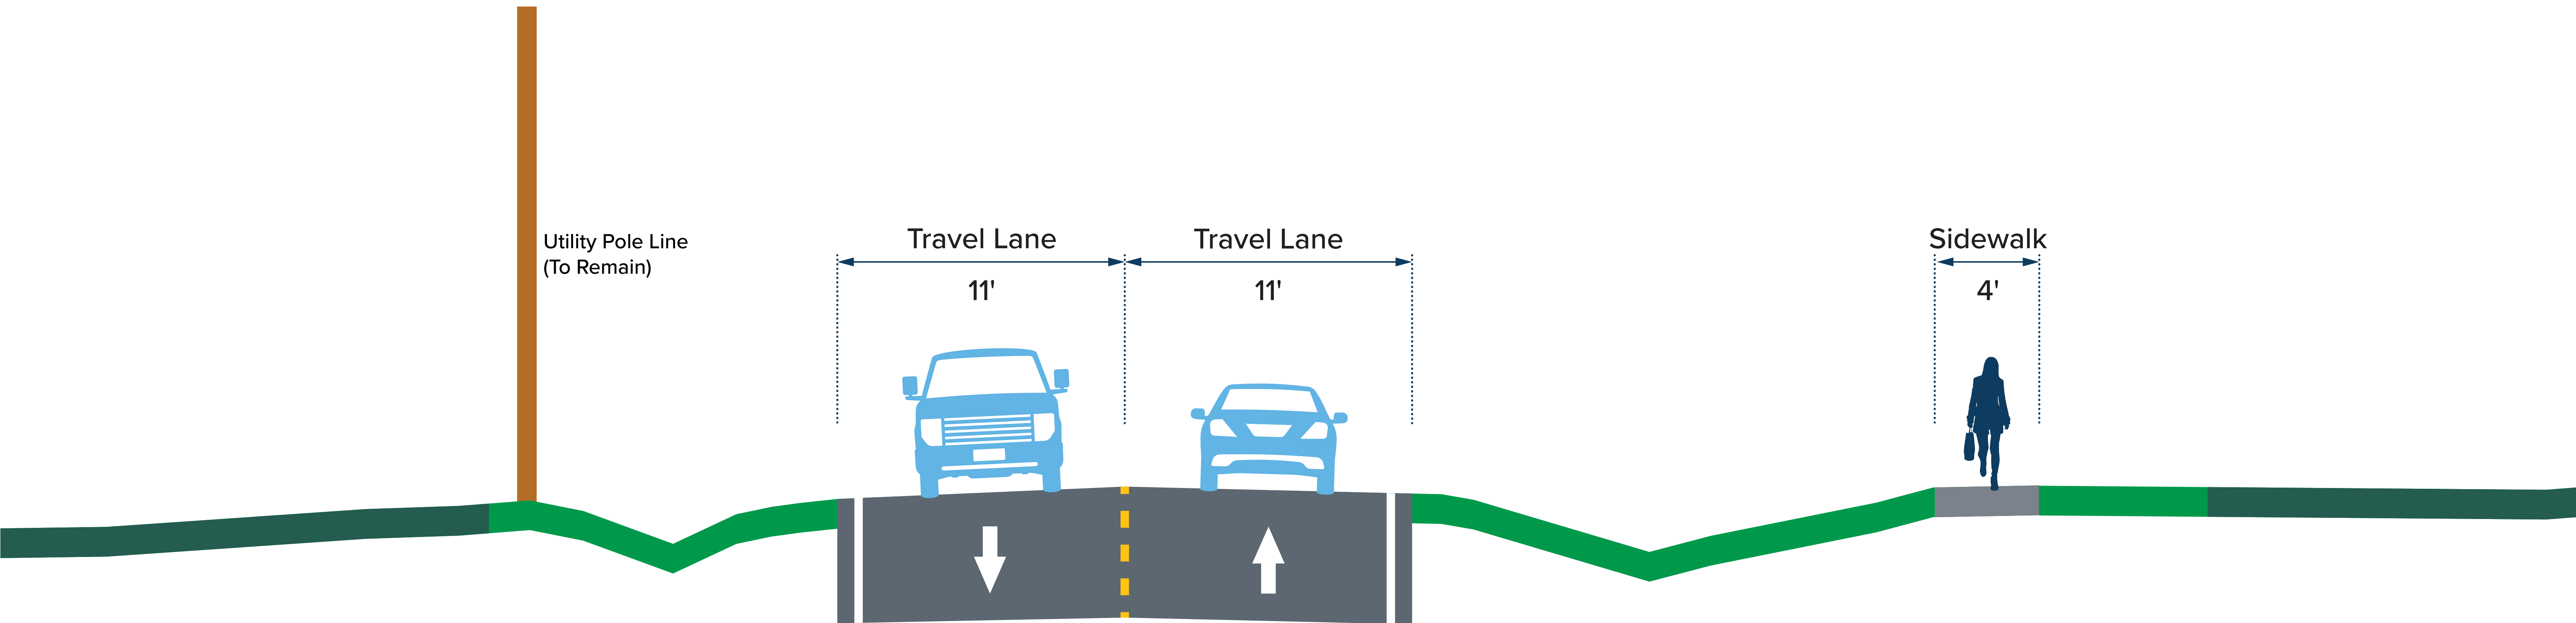 Utility Pole Line
(To Remain)
Travel Lane
11'
Travel Lane
11'
Sidewalk
4'